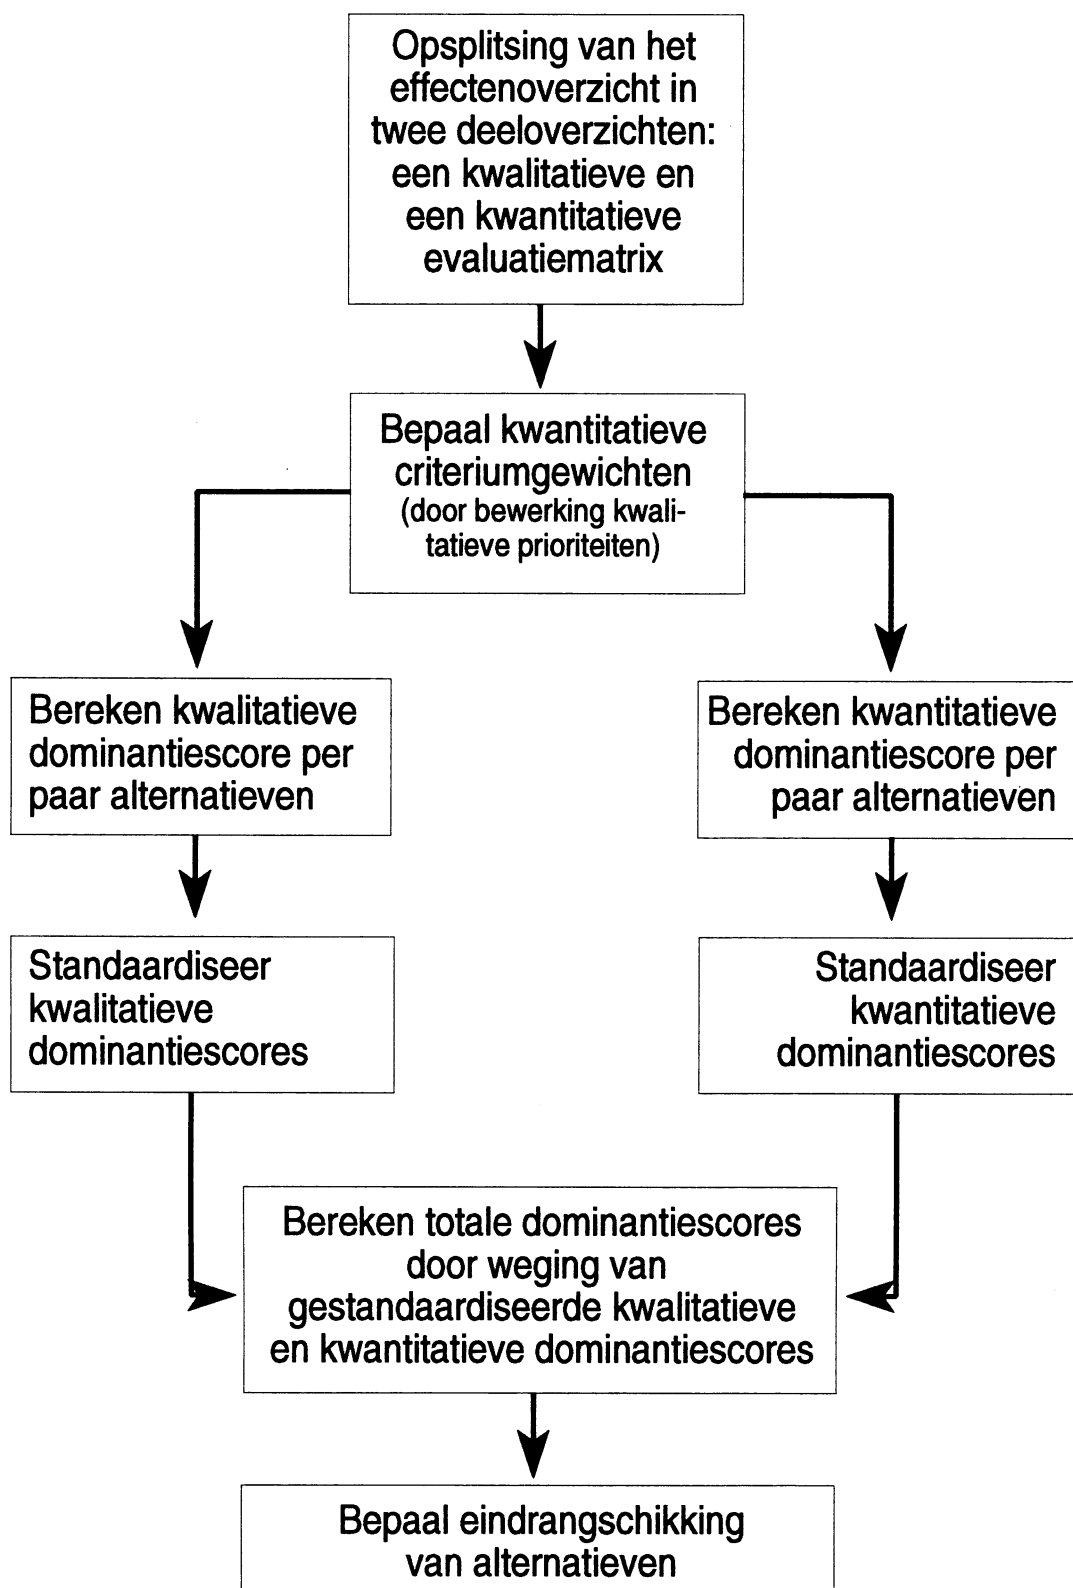 Opsplitsing van het
effectenoverzicht in
twee deeloverzichten:
een kwalitatieve en
een kwantitatieve
evaluatiematrix
Bepaal kwantitatieve
criteriumgewichten
(door bewerking kwali-
tatieve prioriteiten)
Bereken kwalitatieve
dominantiescore per
paar alternatieven
Bereken kwantitatieve
dominantiescore per
paar alternatieven
Standaardiseer
kwalitatieve
dominantiescores
Standaardiseer
kwantitatieve
dominantiescores
Bereken totale dominantiescores
door weging van
gestandaardiseerde kwalitatieve
en kwantitatieve dominantiescores
Bepaal eindrangschikking
van alternatieven